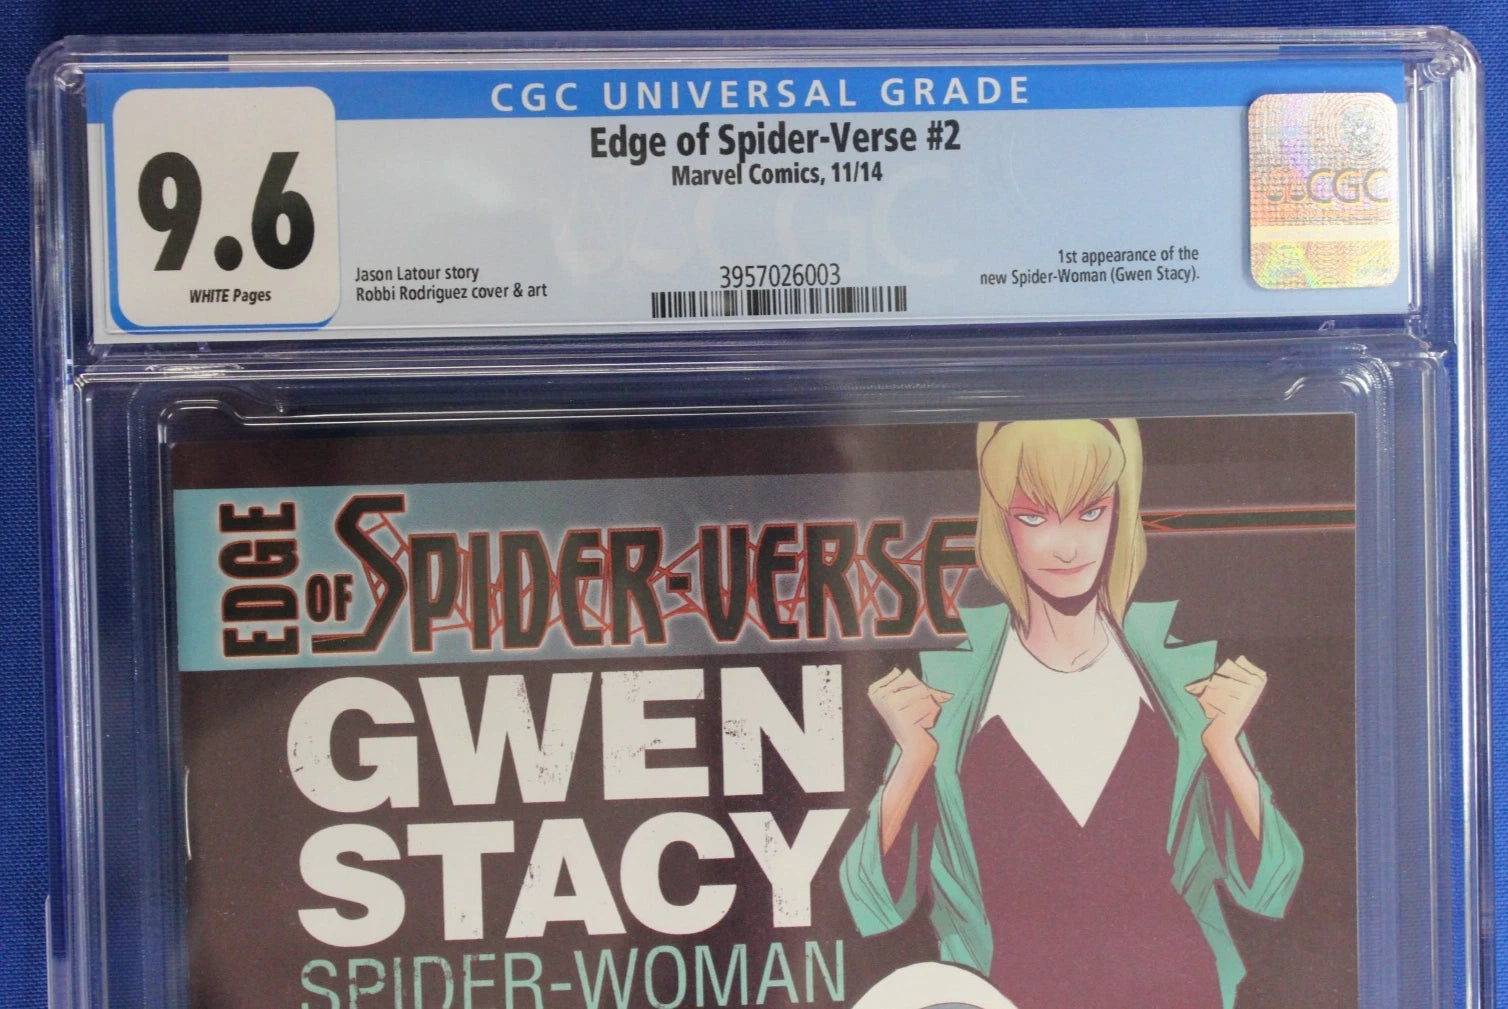 CGC UNIVERSAL GRADE
9.6
WHITE Pages
Edge of Spider-Verse #2
Marvel Comics, 11/14
Jason Latour story
Robbi Rodriguez cover & art
3957026003
1st appearance of the
new Spider-Woman (Gwen Stacy).
CGC
CGC
EDGE
OF
SPIDER-VERSE
GWEN
STACY
SPIDER-WOMAN